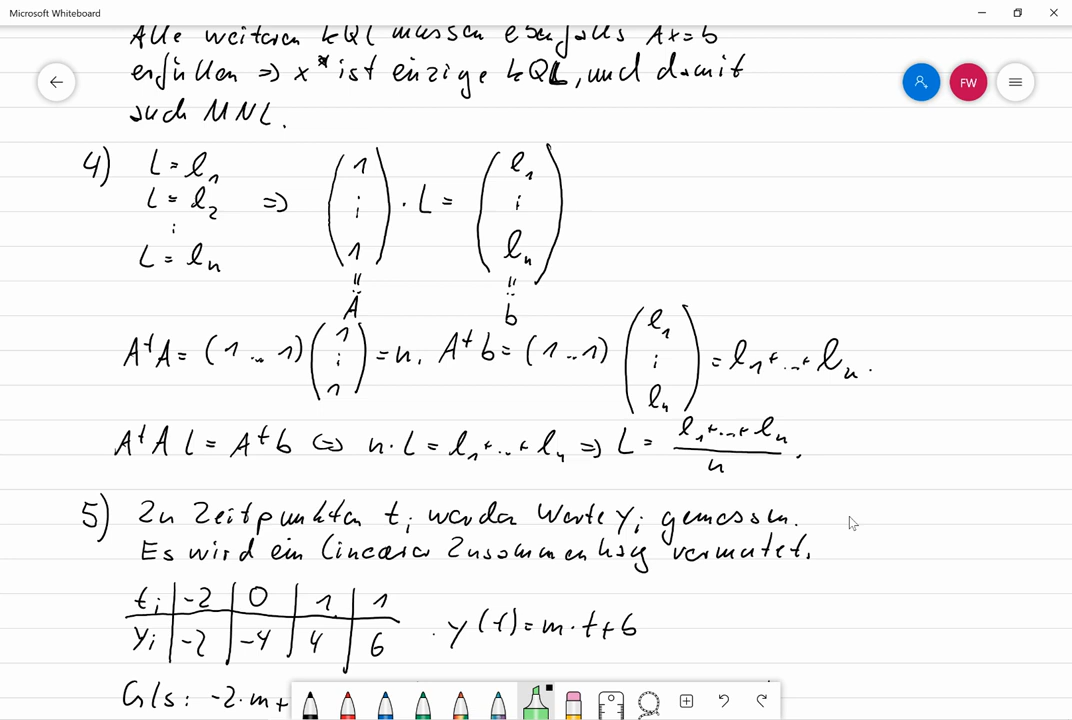 Microsoft Whiteboard
Alle weiteren kQL müssen ebenfalls Ax=b
erfüllen => x* ist einzige kQL, und damit
auch MNL.
FW
4) L = l₁
L = l₂
⋮
L = lₙ
=> (1 ⋮ 1) · L = (l₁ ⋮ lₙ)
=: A =: b
AᵗA = (1 ... 1) (1 ⋮ 1) = n, Aᵗb = (1 ... 1) (l₁ ⋮ lₙ) = l₁+...+lₙ.
AᵗA L = Aᵗb <=> n·L = l₁+...+lₙ => L = (l₁+...+lₙ)/n.
5) Zu Zeitpunkten tᵢ werden Werte yᵢ gemessen.
Es wird ein linearer Zusammenhang vermutet.
tᵢ | -2 | 0 | 1 | 1
yᵢ | -2 | -4 | 4 | 6
y(t) = m·t+b
Gls: -2·m+